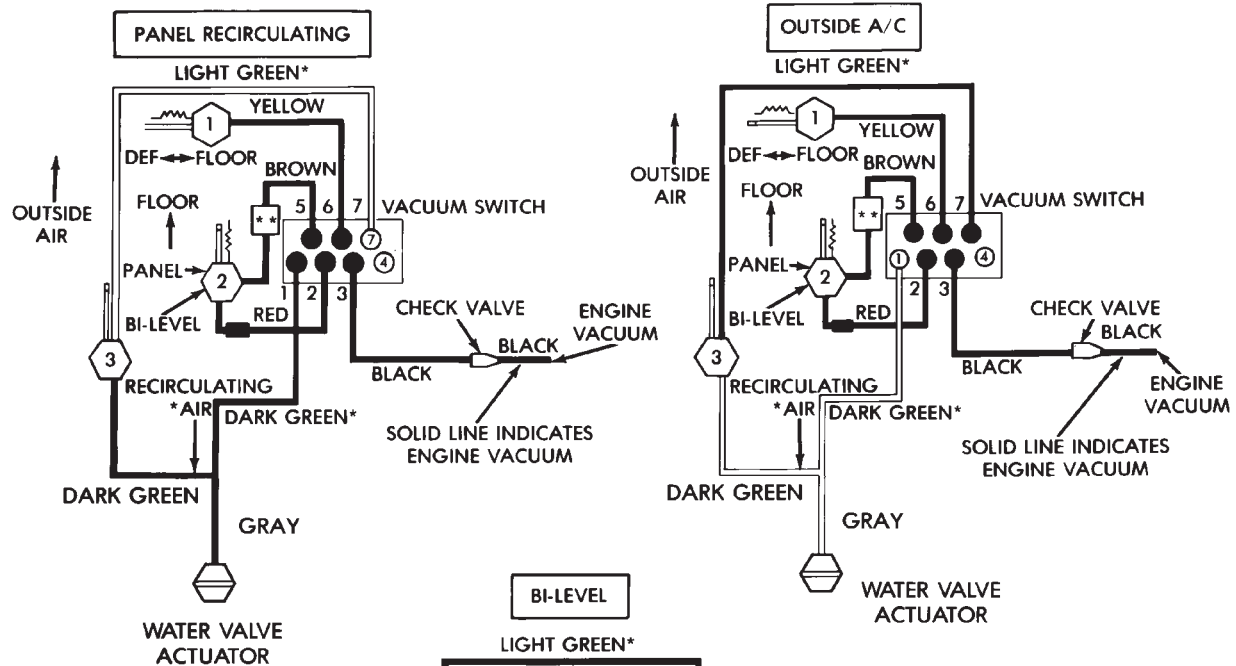 PANEL RECIRCULATING
LIGHT GREEN*
YELLOW
1
DEF FLOOR
BROWN
OUTSIDE
AIR
FLOOR
* *
5 6 7
VACUUM SWITCH
7
4
PANEL
2
1 2 3
BI-LEVEL
RED
CHECK VALVE
ENGINE
VACUUM
BLACK
BLACK
3
RECIRCULATING
*AIR
DARK GREEN*
SOLID LINE INDICATES
ENGINE VACUUM
DARK GREEN
GRAY
WATER VALVE
ACTUATOR
OUTSIDE A/C
LIGHT GREEN*
1
YELLOW
DEF FLOOR
BROWN
OUTSIDE
AIR
FLOOR
* *
5 6 7
VACUUM SWITCH
1
4
PANEL
2
2 3
BI-LEVEL
RED
CHECK VALVE
BLACK
BLACK
ENGINE
VACUUM
3
RECIRCULATING
*AIR
DARK GREEN*
SOLID LINE INDICATES
ENGINE VACUUM
DARK GREEN
GRAY
WATER VALVE
ACTUATOR
BI-LEVEL
LIGHT GREEN*